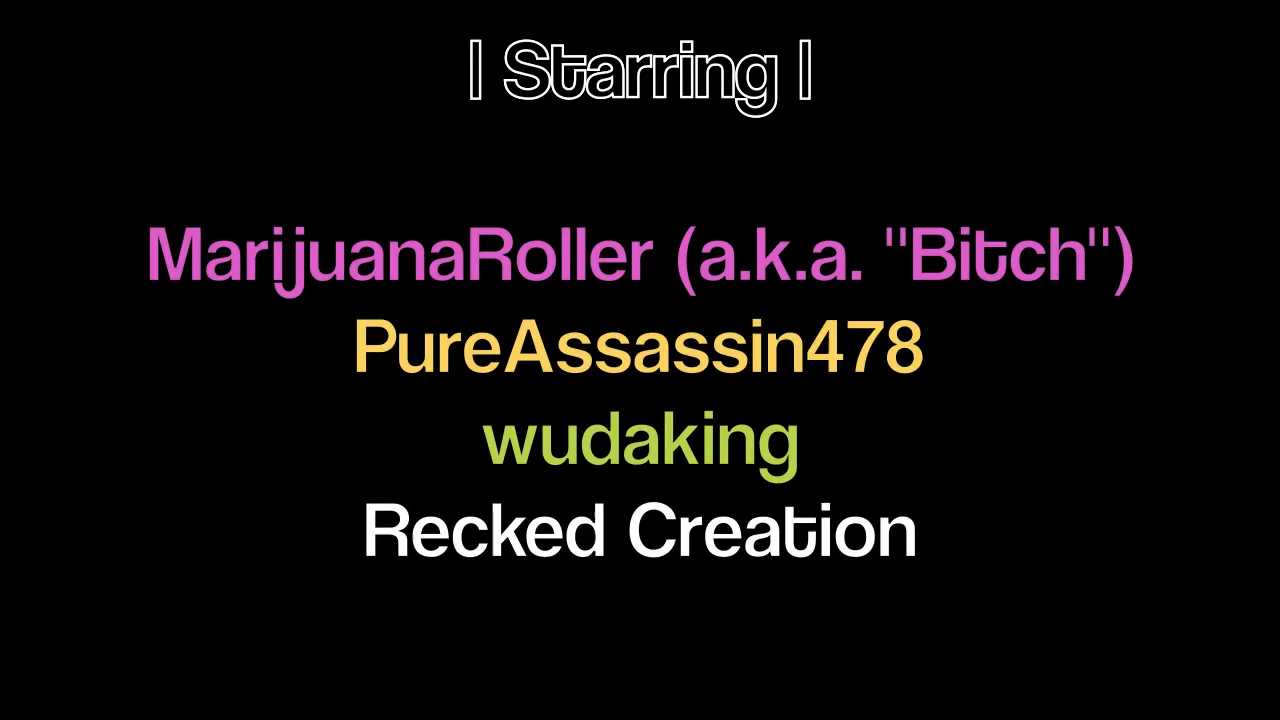 | Starring |
MarijuanaRoller (a.k.a. "Bitch")
PureAssassin478
wudaking
Recked Creation